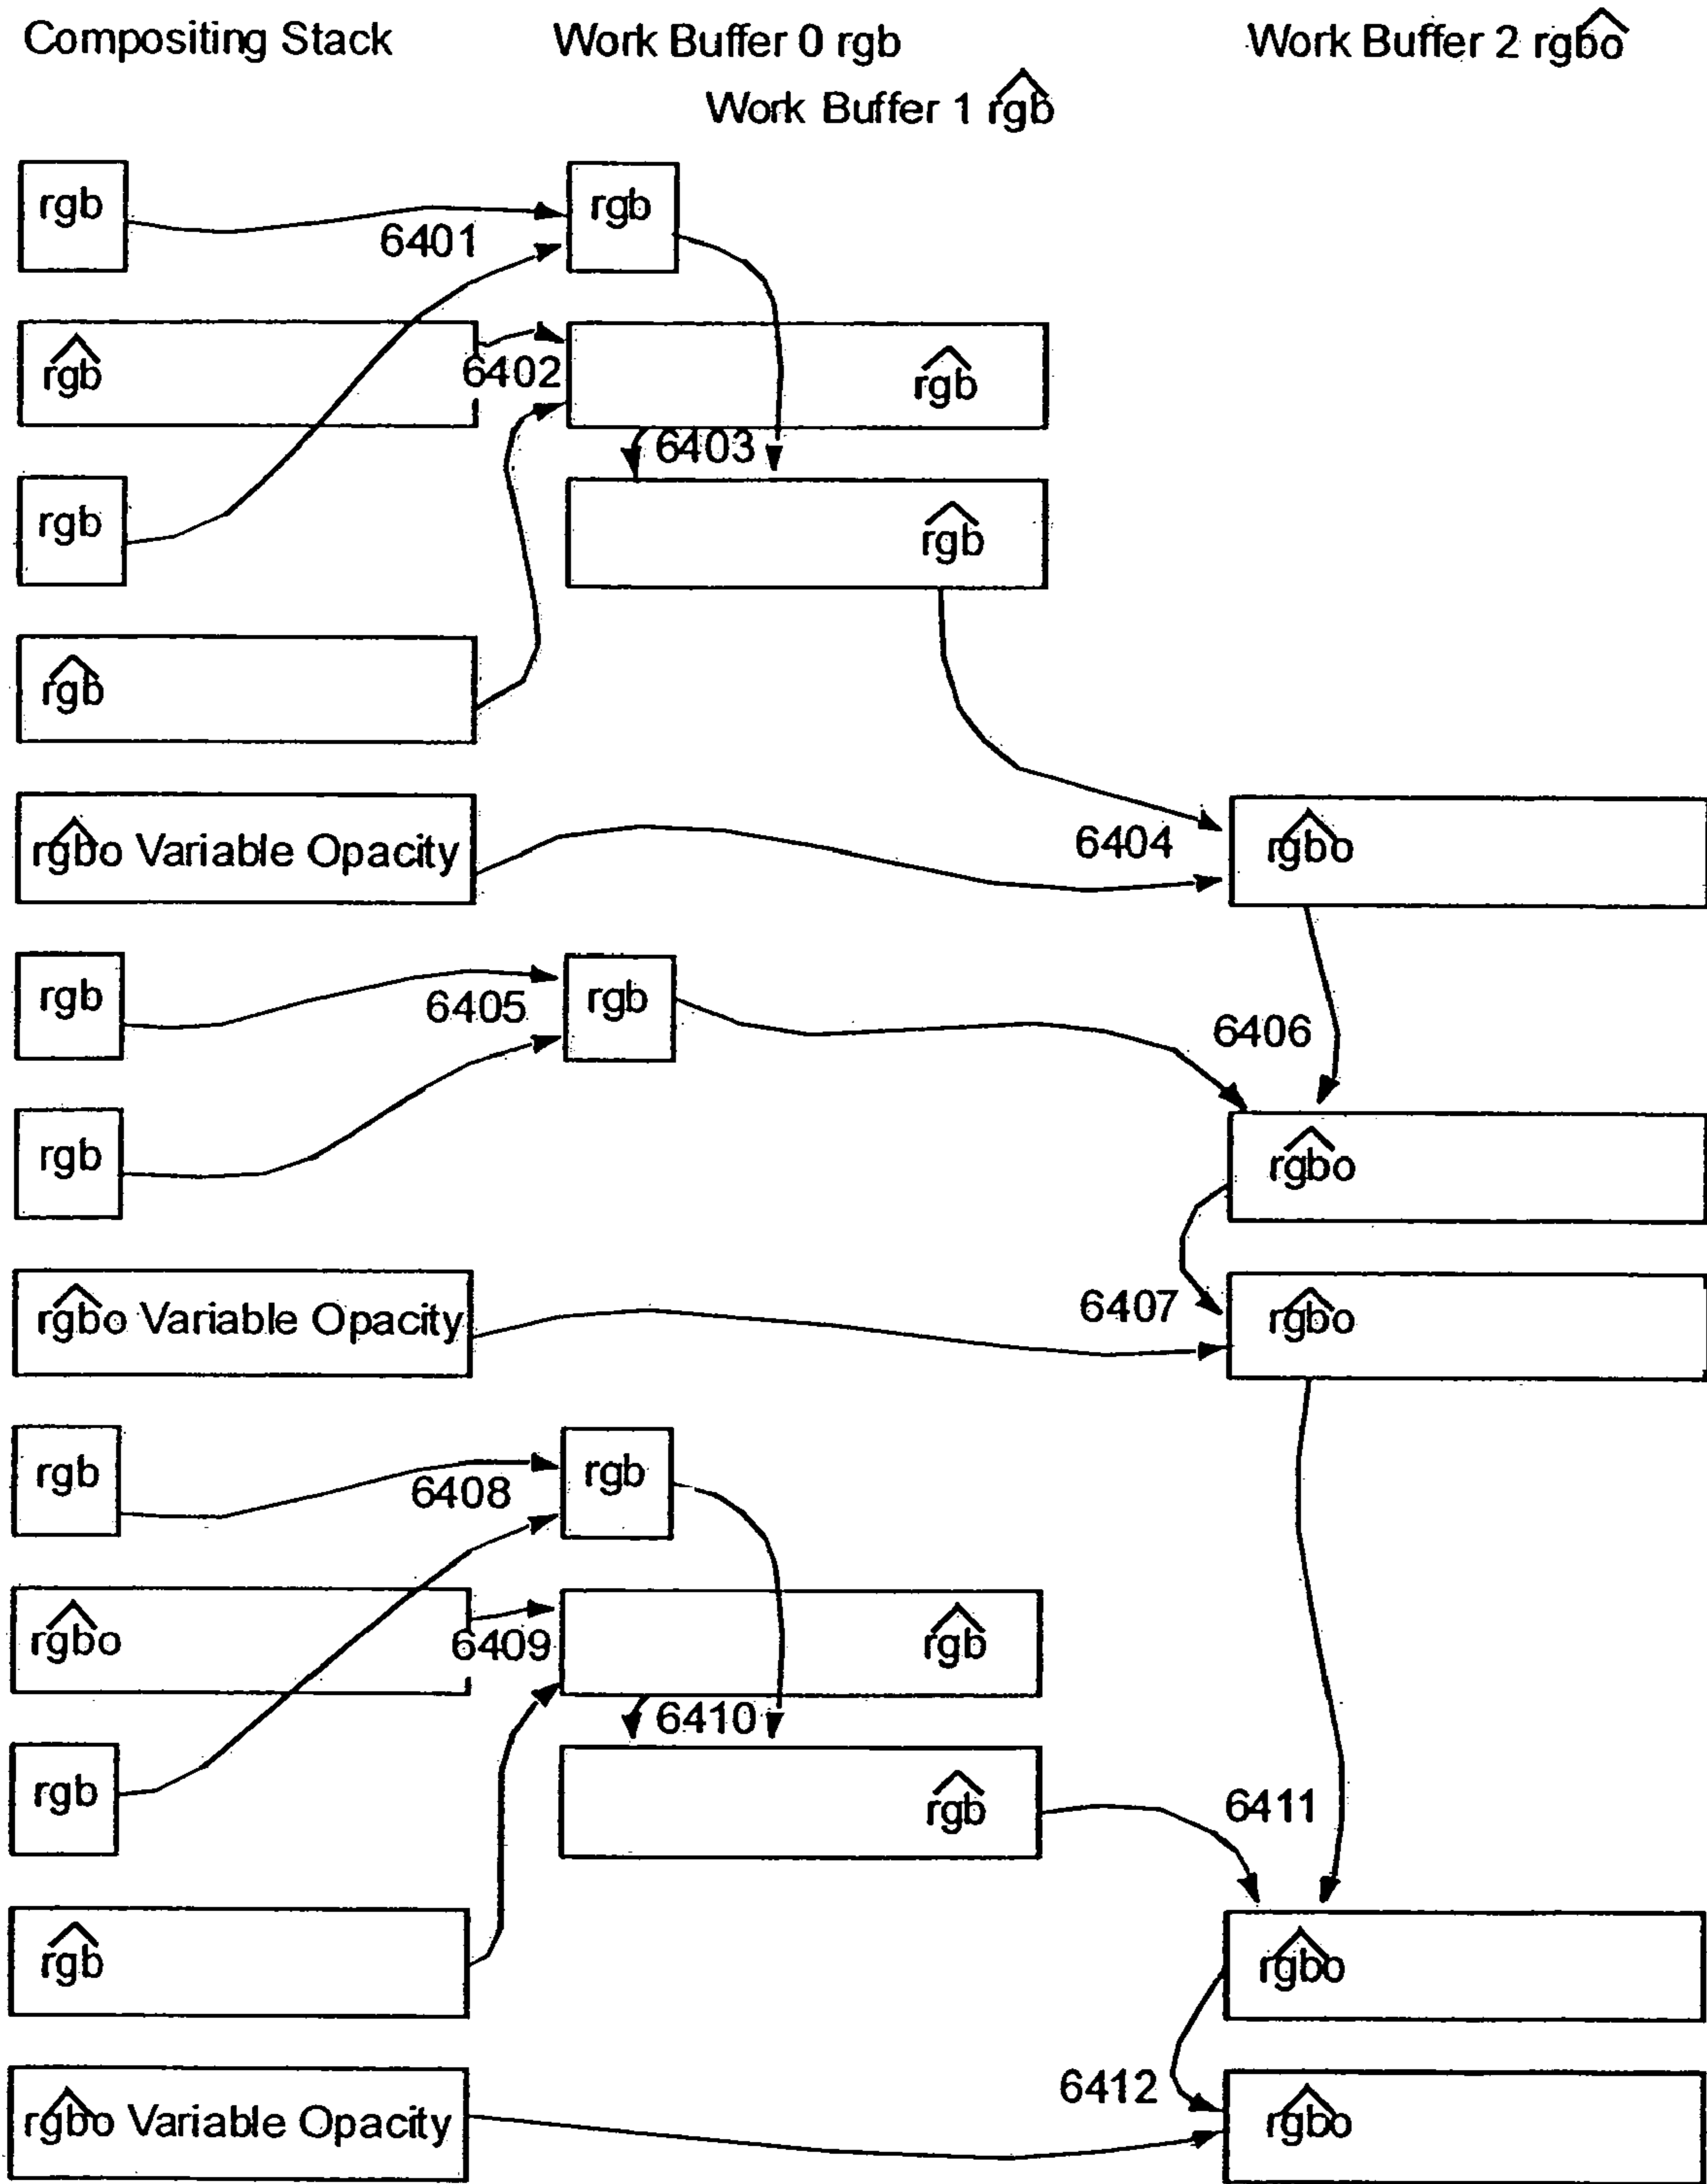 Compositing Stack Work Buffer 0 rgb Work Buffer 2 rgbo
Work Buffer 1 rgb
rgb rgb
6401
rgb 6402 rgb
6403
rgb rgb
rgb
rgbo Variable Opacity 6404 rgbo
rgb 6405 rgb
6406
rgb rgbo
rgbo Variable Opacity 6407 rgbo
rgb 6408 rgb
rgbo 6409 rgb
6410
rgb rgb 6411
rgb rgbo
6412
rgbo Variable Opacity rgbo